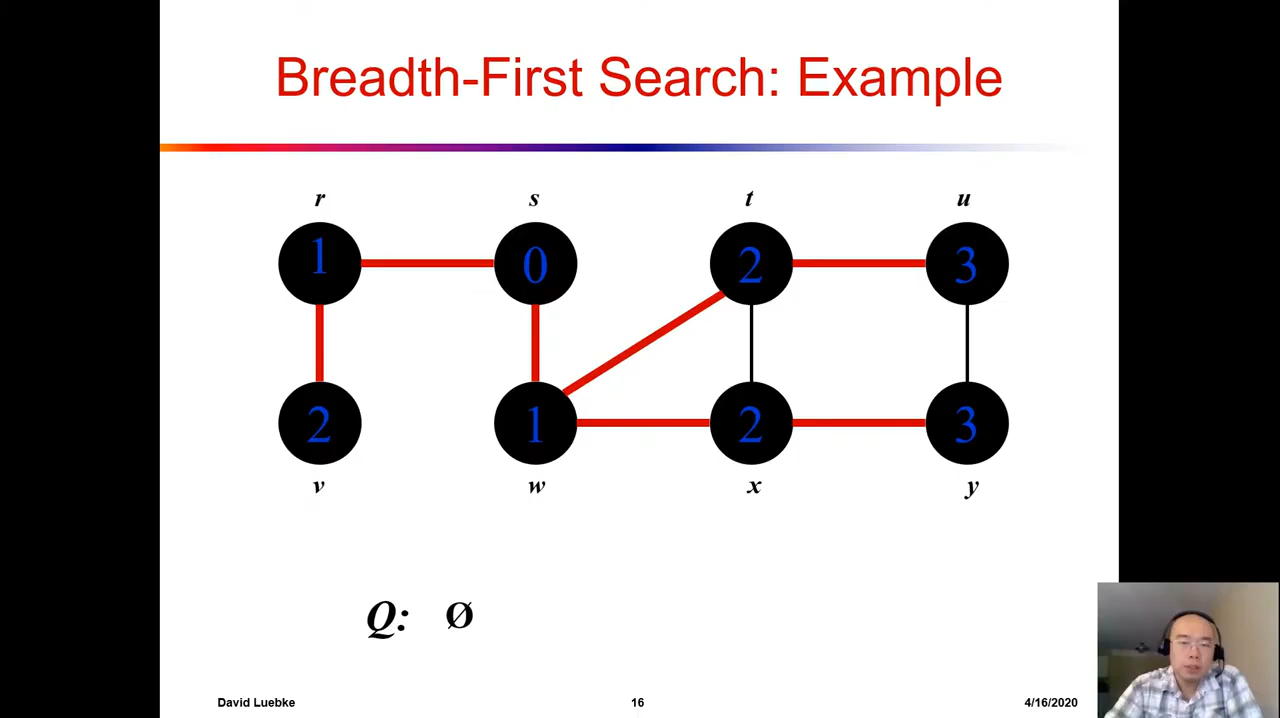 Breadth-First Search: Example
r s t u
1 0 2 3
2 1 2 3
v w x y
Q: Ø
David Luebke 16 4/16/2020